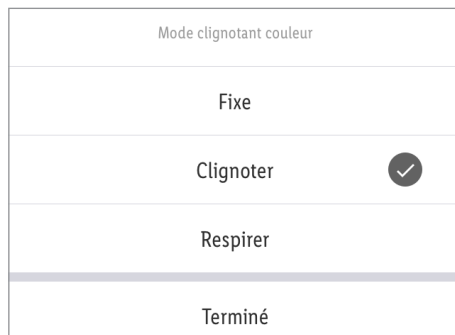 Mode clignotant couleur
Fixe
Clignoter
Respirer
Terminé